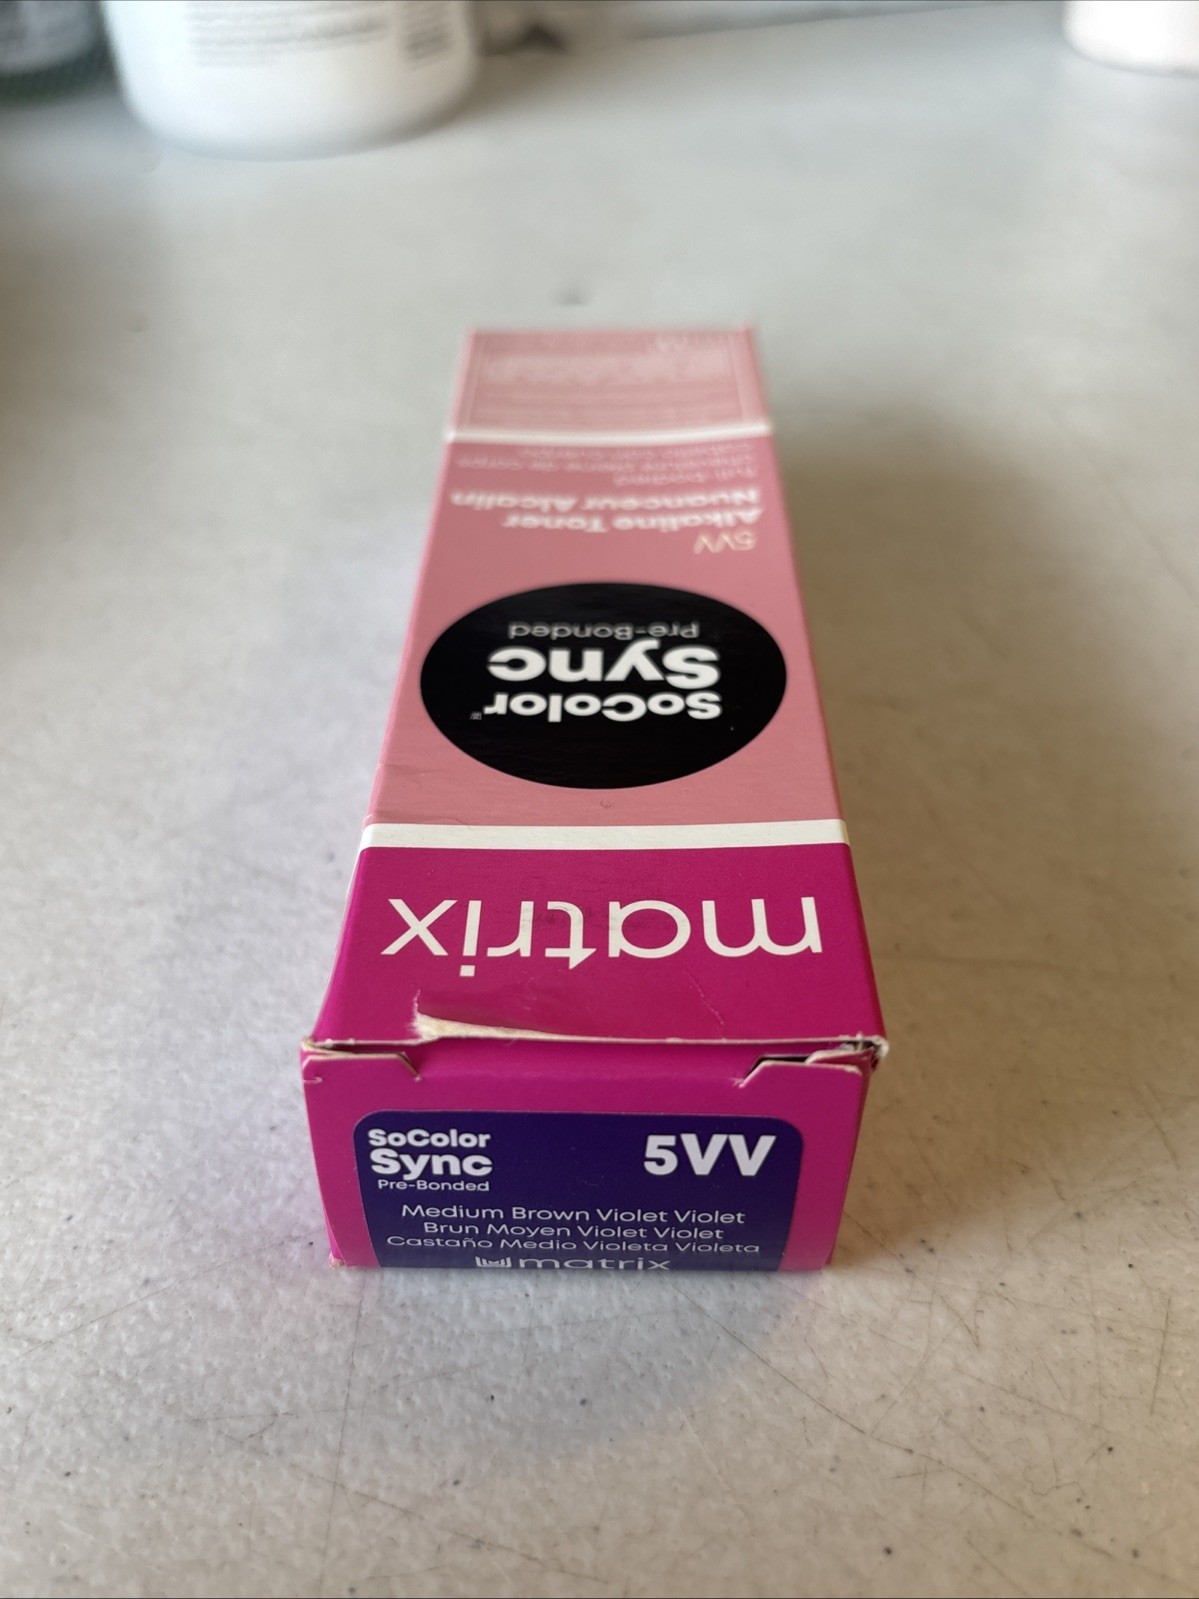 SoColor
Sync
Pre-Bonded
5VV
Medium Brown Violet Violet
Brun Moyen Violet Violet
Castaño Medio Violeta Violeta
matrix
matrix
SoColor
Sync
Pre-Bonded
5VV
Alkaline Toner
Nuanceur Alcalin